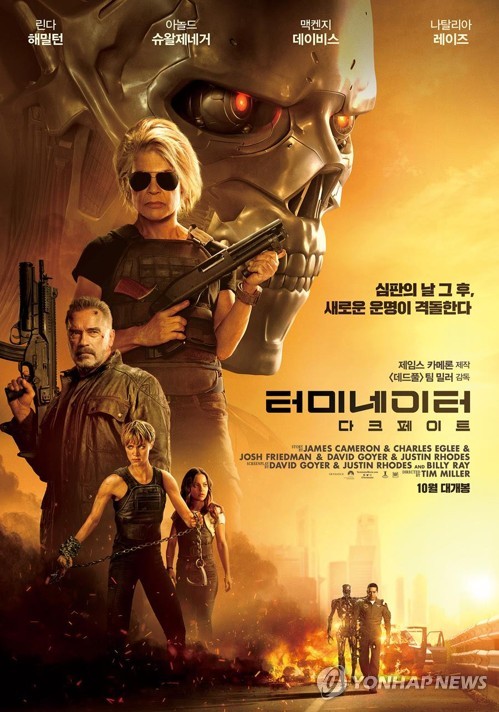 린다 아놀드 맥켄지 나탈리아
해밀턴 슈왈제네거 데이비스 레이즈
심판의 날 그 후,
새로운 운명이 격돌한다
제임스 카메론 제작
<데드풀> 팀 밀러 감독
터미네이터
다크페이트
JAMES CAMERON & CHARLES EGLEE &
JOSH FRIEDMAN & DAVID GOYER & JUSTIN RHODES
DAVID GOYER & JUSTIN RHODES AND BILLY RAY
TIM MILLER
10월 대개봉
YONHAP NEWS